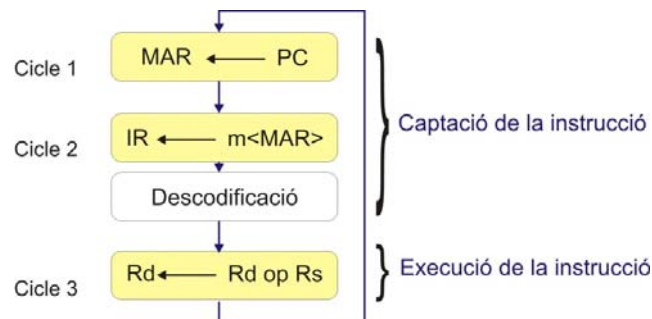 Cicle 1
MAR ← PC
Cicle 2
IR ← m<MAR>
Descodificació
Captació de la instrucció
Cicle 3
Rd ← Rd op Rs
Execució de la instrucció